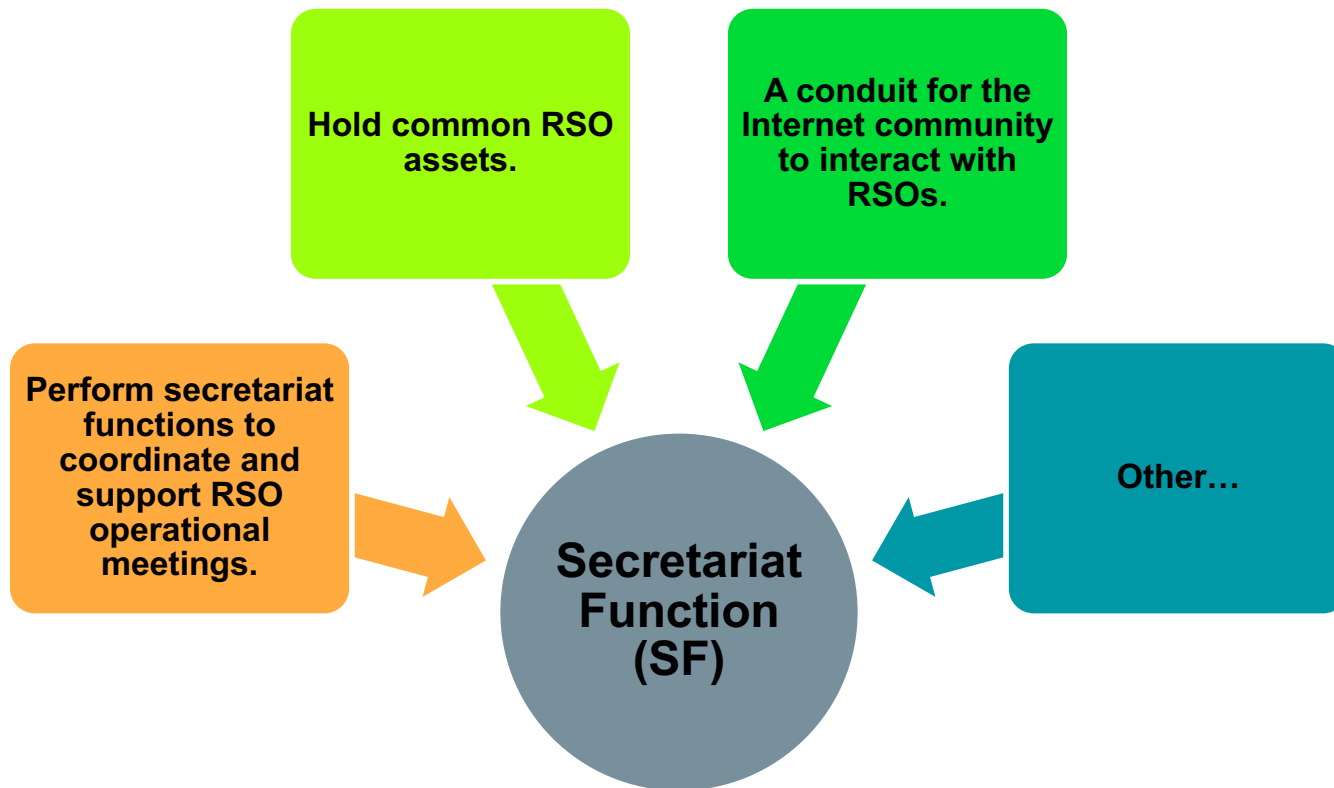 Hold common RSO
assets.
A conduit for the
Internet community
to interact with
RSOs.
Perform secretariat
functions to
coordinate and
support RSO
operational
meetings.
Other…
Secretariat
Function
(SF)